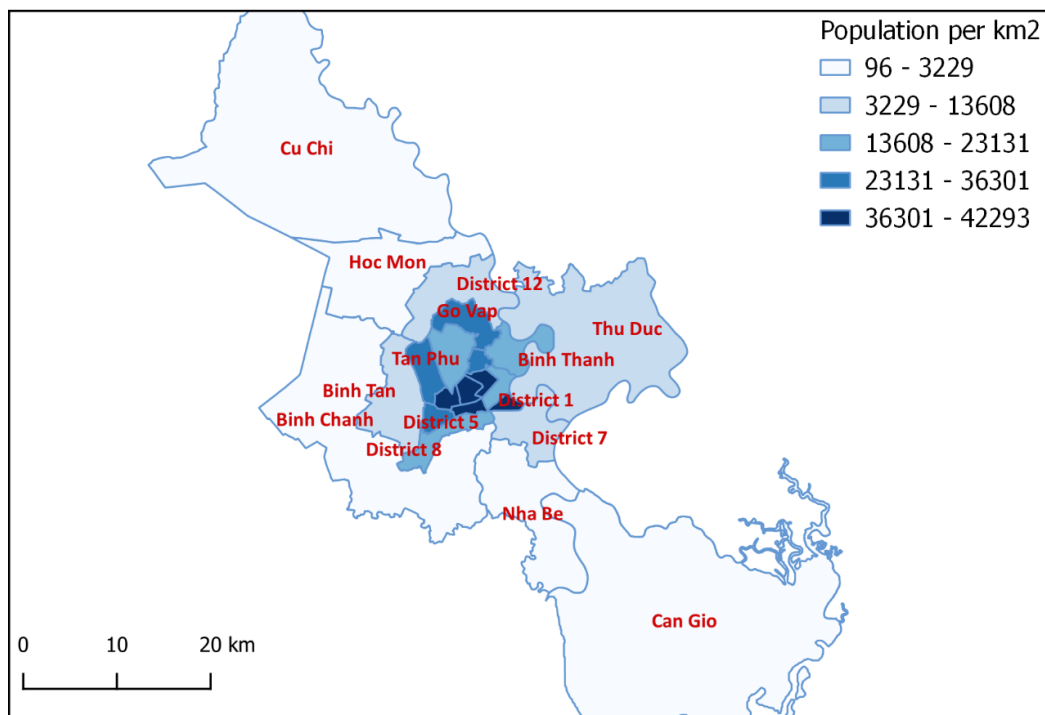 Population per km2
96 - 3229
3229 - 13608
13608 - 23131
23131 - 36301
36301 - 42293
Cu Chi
Hoc Mon
District 12
Go Vap
Thu Duc
Tan Phu
Binh Thanh
Binh Tan
District 1
Binh Chanh
District 5
District 7
District 8
Nha Be
Can Gio
0 10 20 km